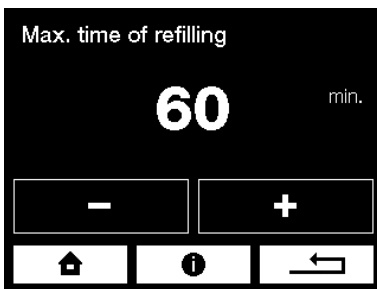 Max. time of refilling
60 min.
- +